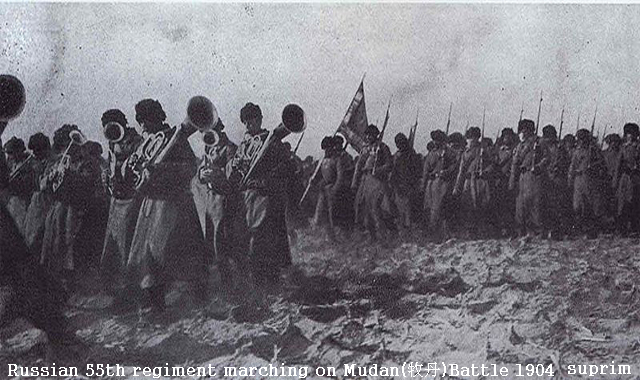 Russian 55th regiment marching on Mudan(牧丹)Battle 1904 suprim